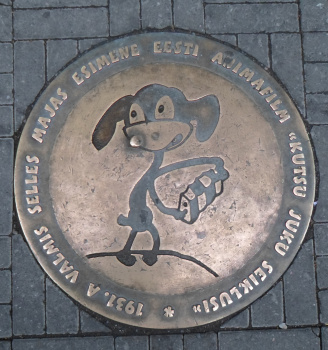 1931. A VALMIS SELLES MAJAS ESIMENE EESTI ANIMAFILM «KUTSU JUKU SEIKLUSI» *